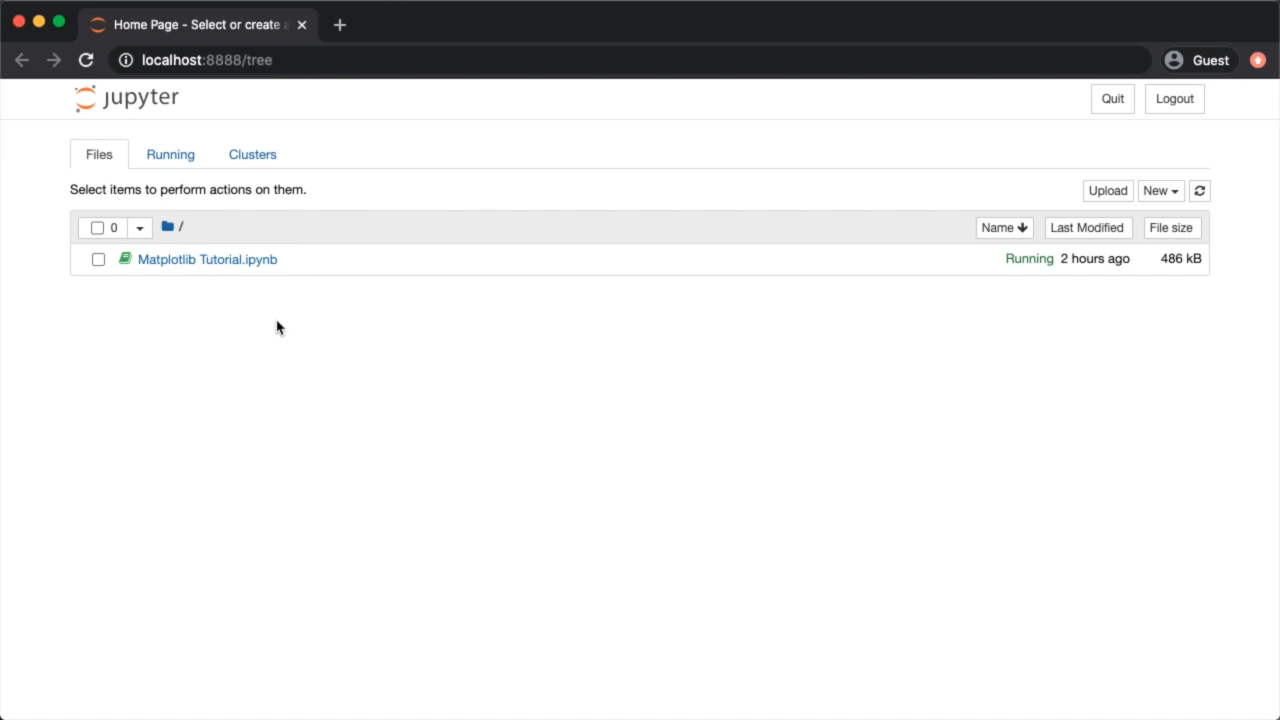 Home Page - Select or create a
localhost:8888/tree
Guest
jupyter
Quit
Logout
Files
Running
Clusters
Select items to perform actions on them.
Upload
New
0
/
Name
Last Modified
File size
Matplotlib Tutorial.ipynb
Running 2 hours ago
486 kB